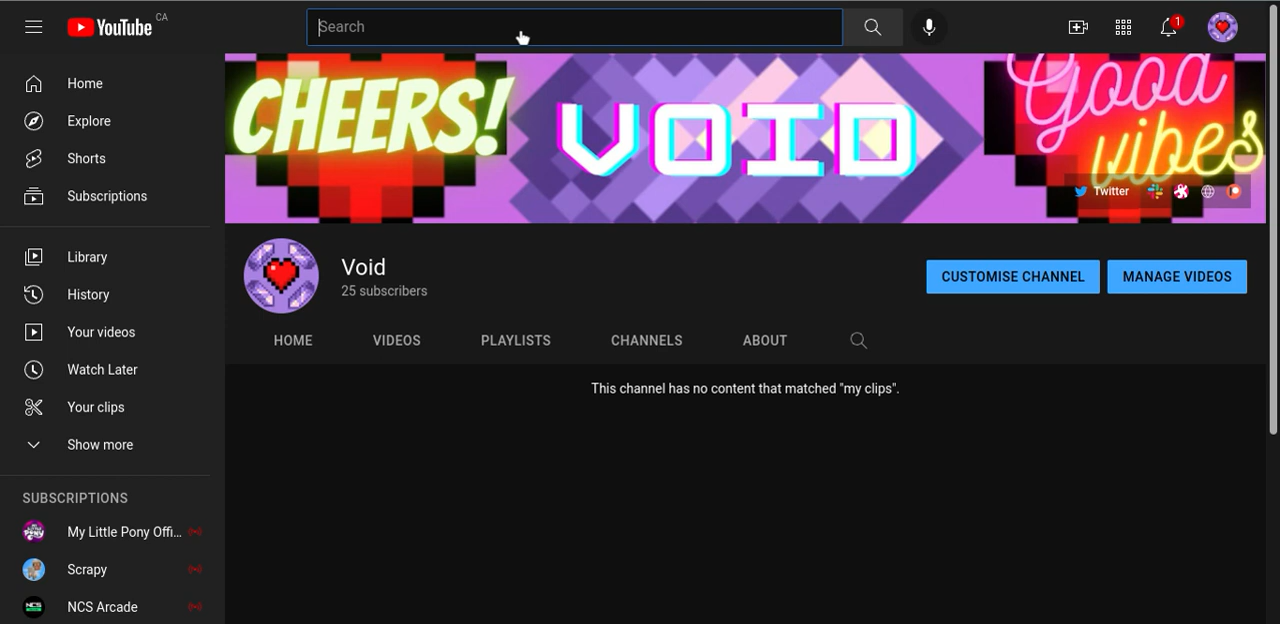 YouTube CA
Search
1
Home
Explore
Shorts
Subscriptions
Library
History
Your videos
Watch Later
Your clips
Show more
SUBSCRIPTIONS
My Little Pony Offi...
Scrapy
NCS Arcade
CHEERS!
VOID
Good
vibes
Twitter
Void
25 subscribers
CUSTOMISE CHANNEL
MANAGE VIDEOS
HOME VIDEOS PLAYLISTS CHANNELS ABOUT
This channel has no content that matched "my clips".